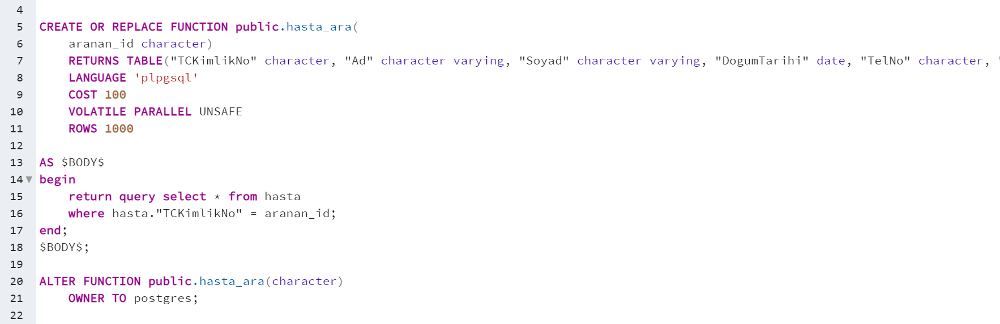 4
5 CREATE OR REPLACE FUNCTION public.hasta_ara(
6 aranan_id character)
7 RETURNS TABLE("TCKimlikNo" character, "Ad" character varying, "Soyad" character varying, "DogumTarihi" date, "TelNo" character, "
8 LANGUAGE 'plpgsql'
9 COST 100
10 VOLATILE PARALLEL UNSAFE
11 ROWS 1000
12
13 AS $BODY$
14 begin
15 return query select * from hasta
16 where hasta."TCKimlikNo" = aranan_id;
17 end;
18 $BODY$;
19
20 ALTER FUNCTION public.hasta_ara(character)
21 OWNER TO postgres;
22